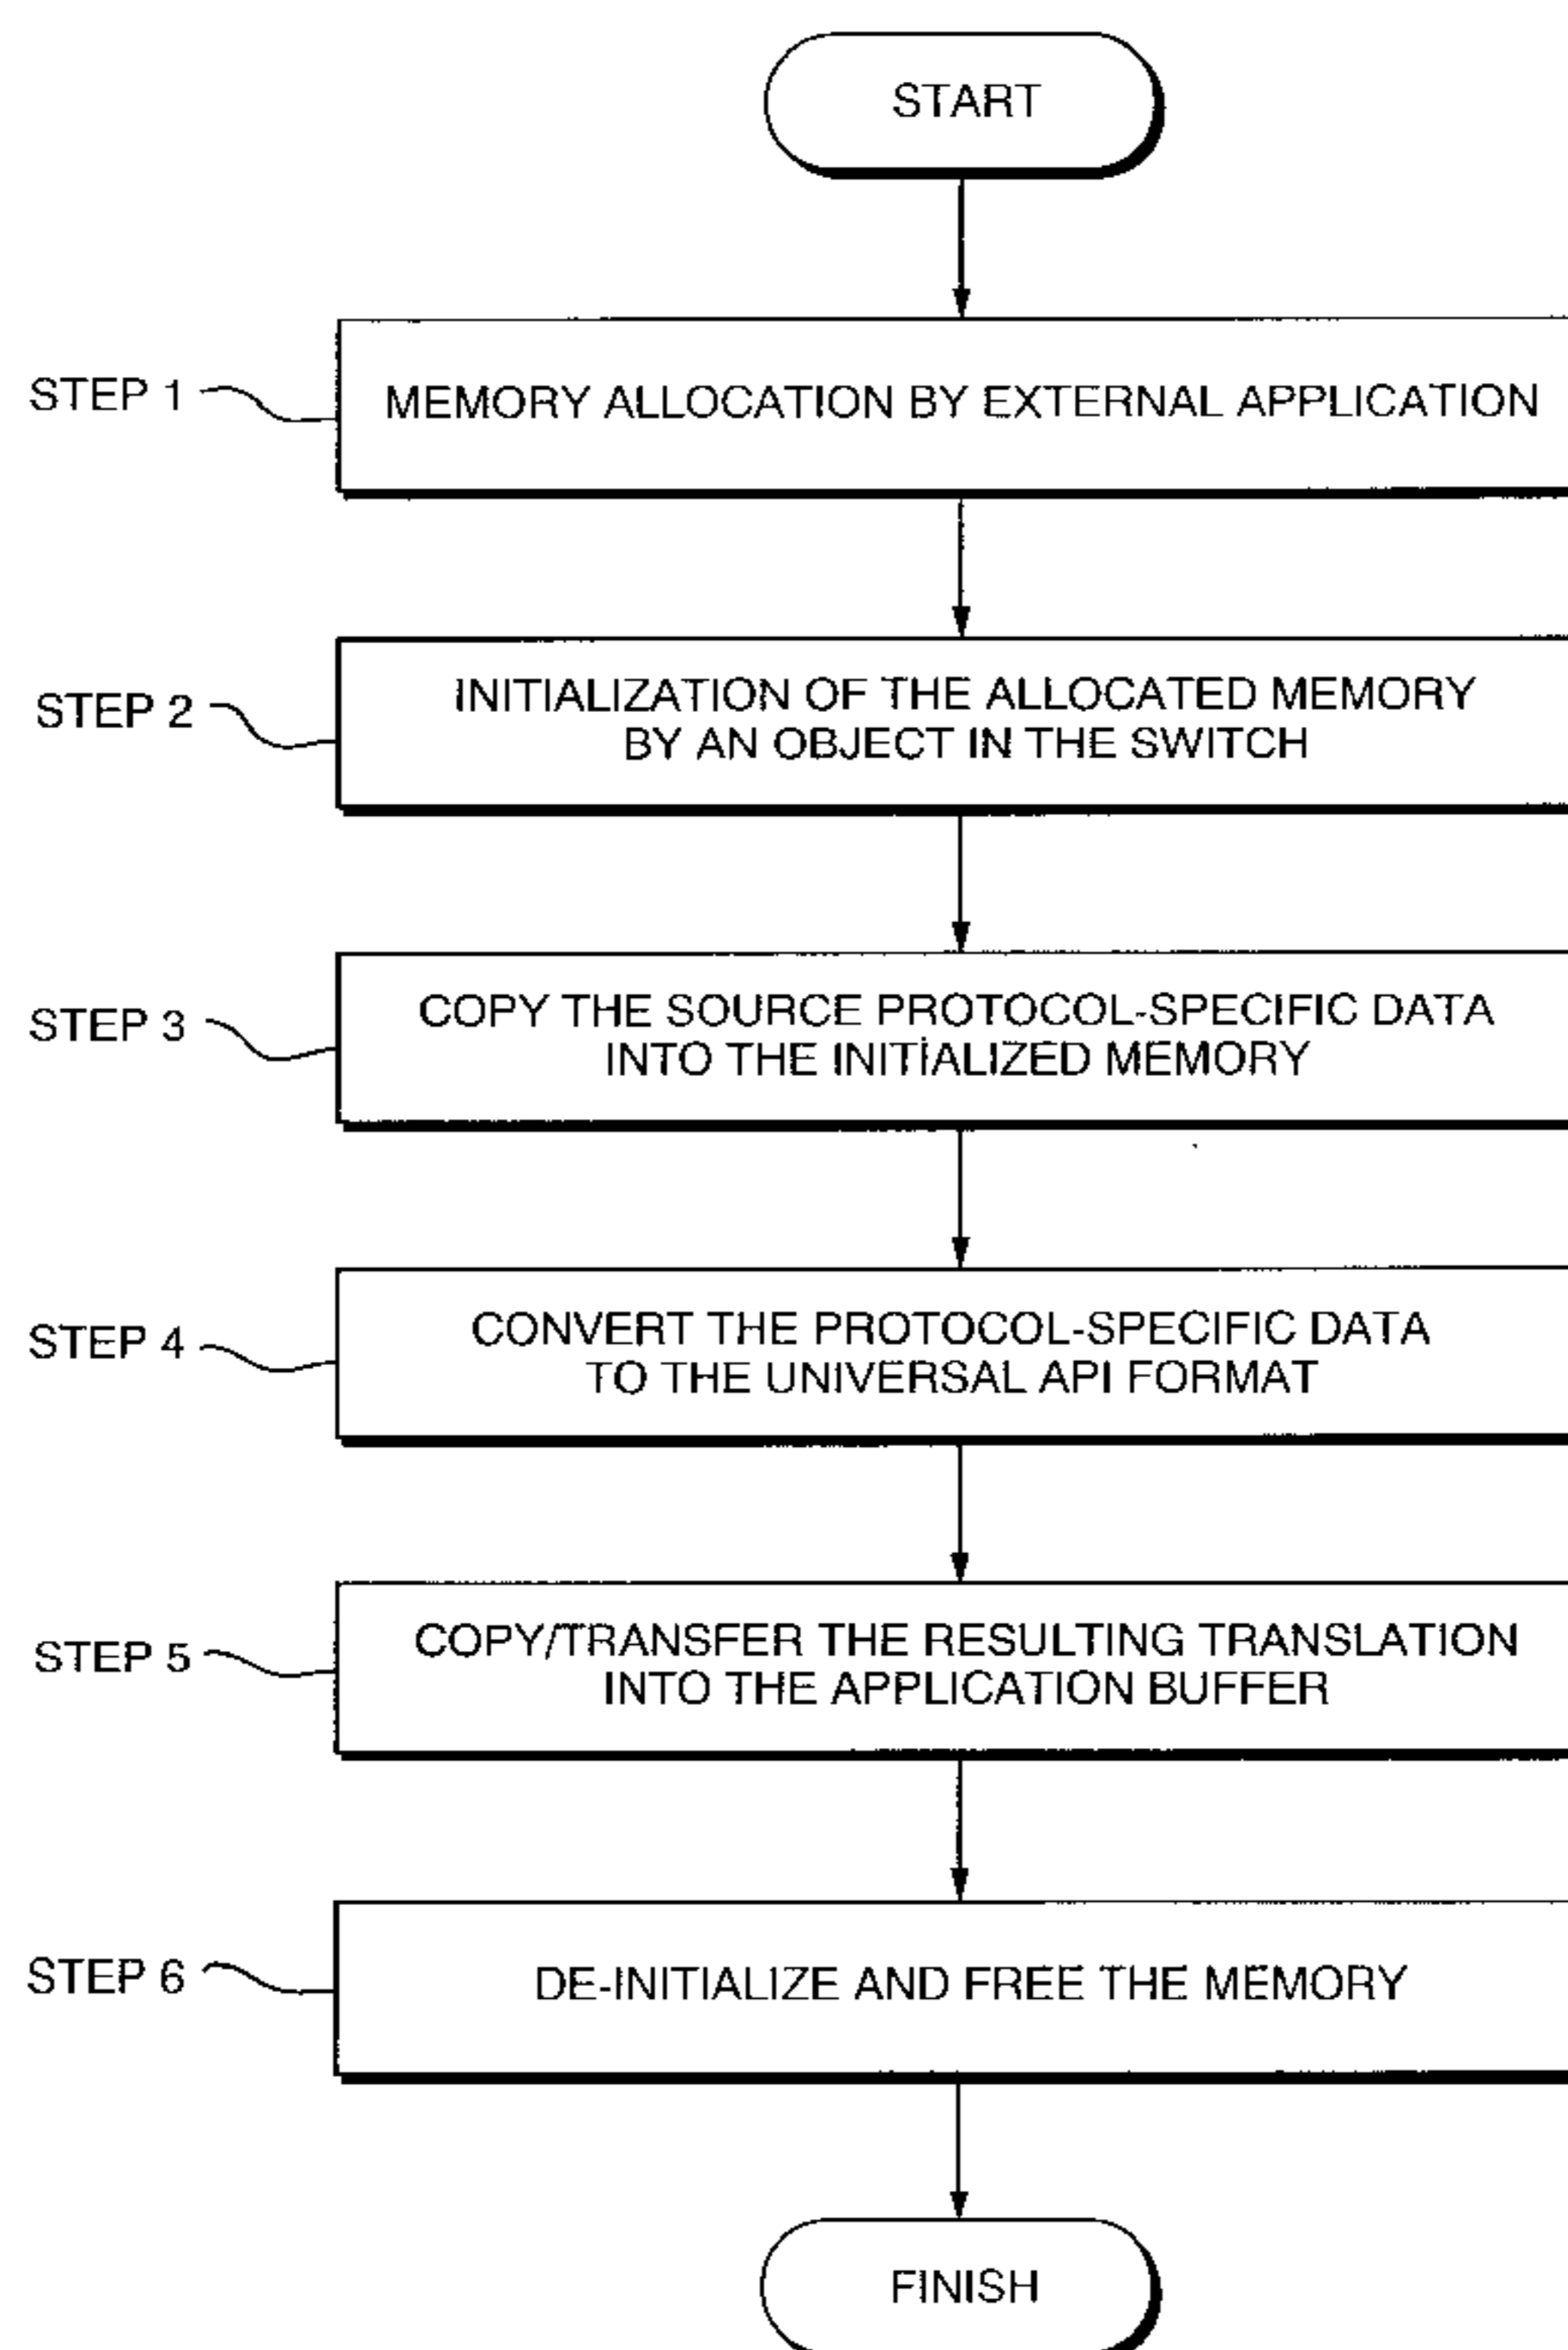 START
STEP 1
MEMORY ALLOCATION BY EXTERNAL APPLICATION
STEP 2
INITIALIZATION OF THE ALLOCATED MEMORY
BY AN OBJECT IN THE SWITCH
STEP 3
COPY THE SOURCE PROTOCOL-SPECIFIC DATA
INTO THE INITIALIZED MEMORY
STEP 4
CONVERT THE PROTOCOL-SPECIFIC DATA
TO THE UNIVERSAL API FORMAT
STEP 5
COPY/TRANSFER THE RESULTING TRANSLATION
INTO THE APPLICATION BUFFER
STEP 6
DE-INITIALIZE AND FREE THE MEMORY
FINISH